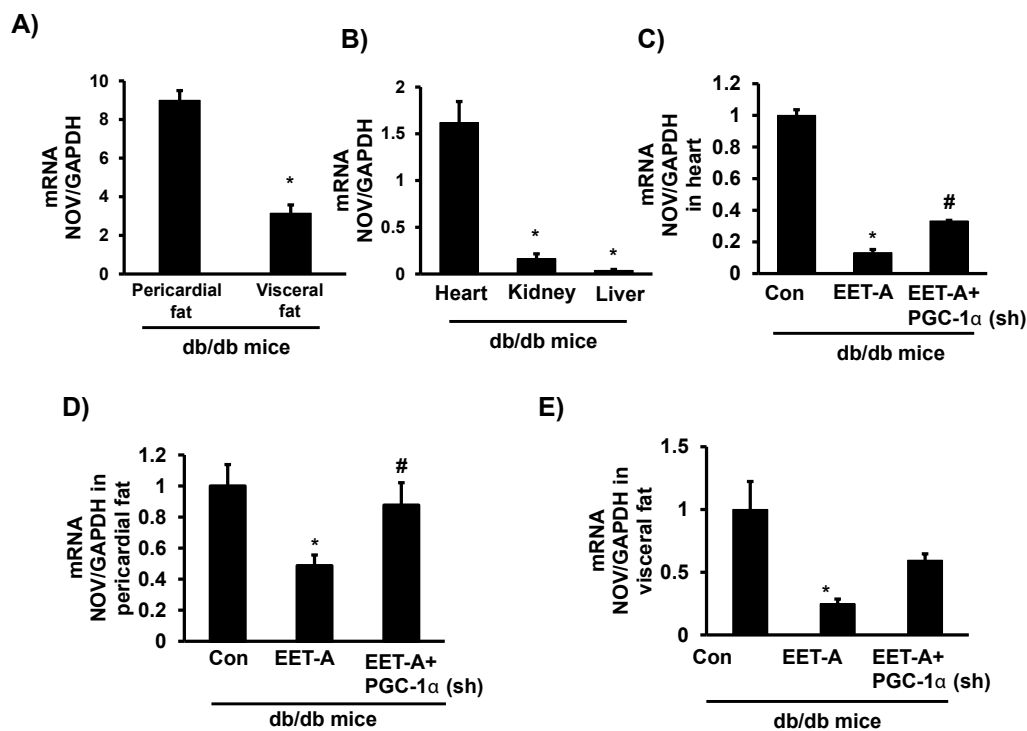 A)
mRNA
NOV/GAPDH
10
8
6
4
2
0
*
Pericardial
fat
Visceral
fat
db/db mice
B)
mRNA
NOV/GAPDH
2
1.5
1
0.5
0
*
*
Heart
Kidney
Liver
db/db mice
C)
mRNA
NOV/GAPDH
in heart
1.2
1
0.8
0.6
0.4
0.2
0
*
#
Con
EET-A
EET-A+
PGC-1α (sh)
db/db mice
D)
mRNA
NOV/GAPDH in
pericardial fat
1.2
1
0.8
0.6
0.4
0.2
0
*
#
Con
EET-A
EET-A+
PGC-1α (sh)
db/db mice
E)
mRNA
NOV/GAPDH in
visceral fat
1.5
1
0.5
0
*
Con
EET-A
EET-A+
PGC-1α (sh)
db/db mice